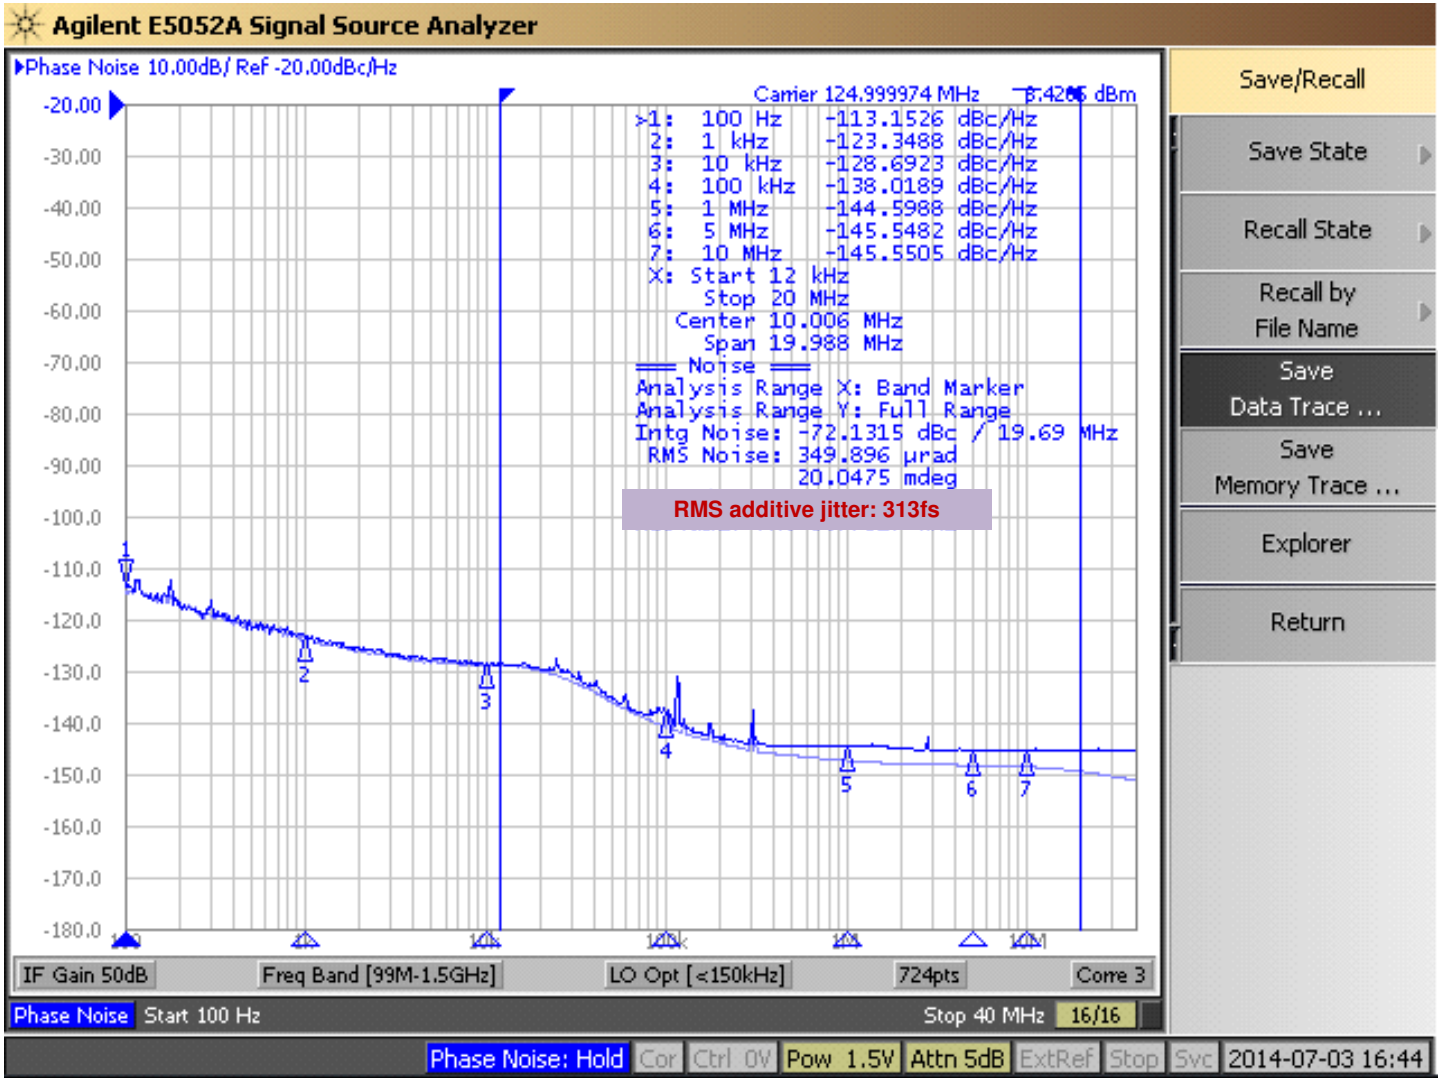 Agilent E5052A Signal Source Analyzer
Phase Noise 10.00dB/ Ref -20.00dBc/Hz
Carrier 124.999974 MHz dBm
-20.00
-30.00
-40.00
-50.00
-60.00
-70.00
-80.00
-90.00
-100.0
-110.0
-120.0
-130.0
-140.0
-150.0
-160.0
-170.0
-180.0
>1: 100 Hz -113.1526 dBc/Hz
2: 1 kHz -123.3488 dBc/Hz
3: 10 kHz -128.6923 dBc/Hz
4: 100 kHz -138.0189 dBc/Hz
5: 1 MHz -144.5988 dBc/Hz
6: 5 MHz -145.5482 dBc/Hz
7: 10 MHz -145.5505 dBc/Hz
X: Start 12 kHz
Stop 20 MHz
Center 10.006 MHz
Span 19.988 MHz
Noise
Analysis Range X: Band Marker
Analysis Range Y: Full Range
Intg Noise: -72.1315 dBc / 19.69 MHz
RMS Noise: 349.896 µrad
20.0475 mdeg
RMS additive jitter: 313fs
1
2
3
4
5
6
7
IF Gain 50dB
Freq Band [99M-1.5GHz]
LO Opt [<150kHz]
724pts
Corre 3
Phase Noise Start 100 Hz
Stop 40 MHz 16/16
Phase Noise: Hold Cor Ctrl 0V Pow 1.5V Attn 5dB ExtRef Stop Svc 2014-07-03 16:44
Save/Recall
Save State
Recall State
Recall by
File Name
Save
Data Trace ...
Save
Memory Trace ...
Explorer
Return